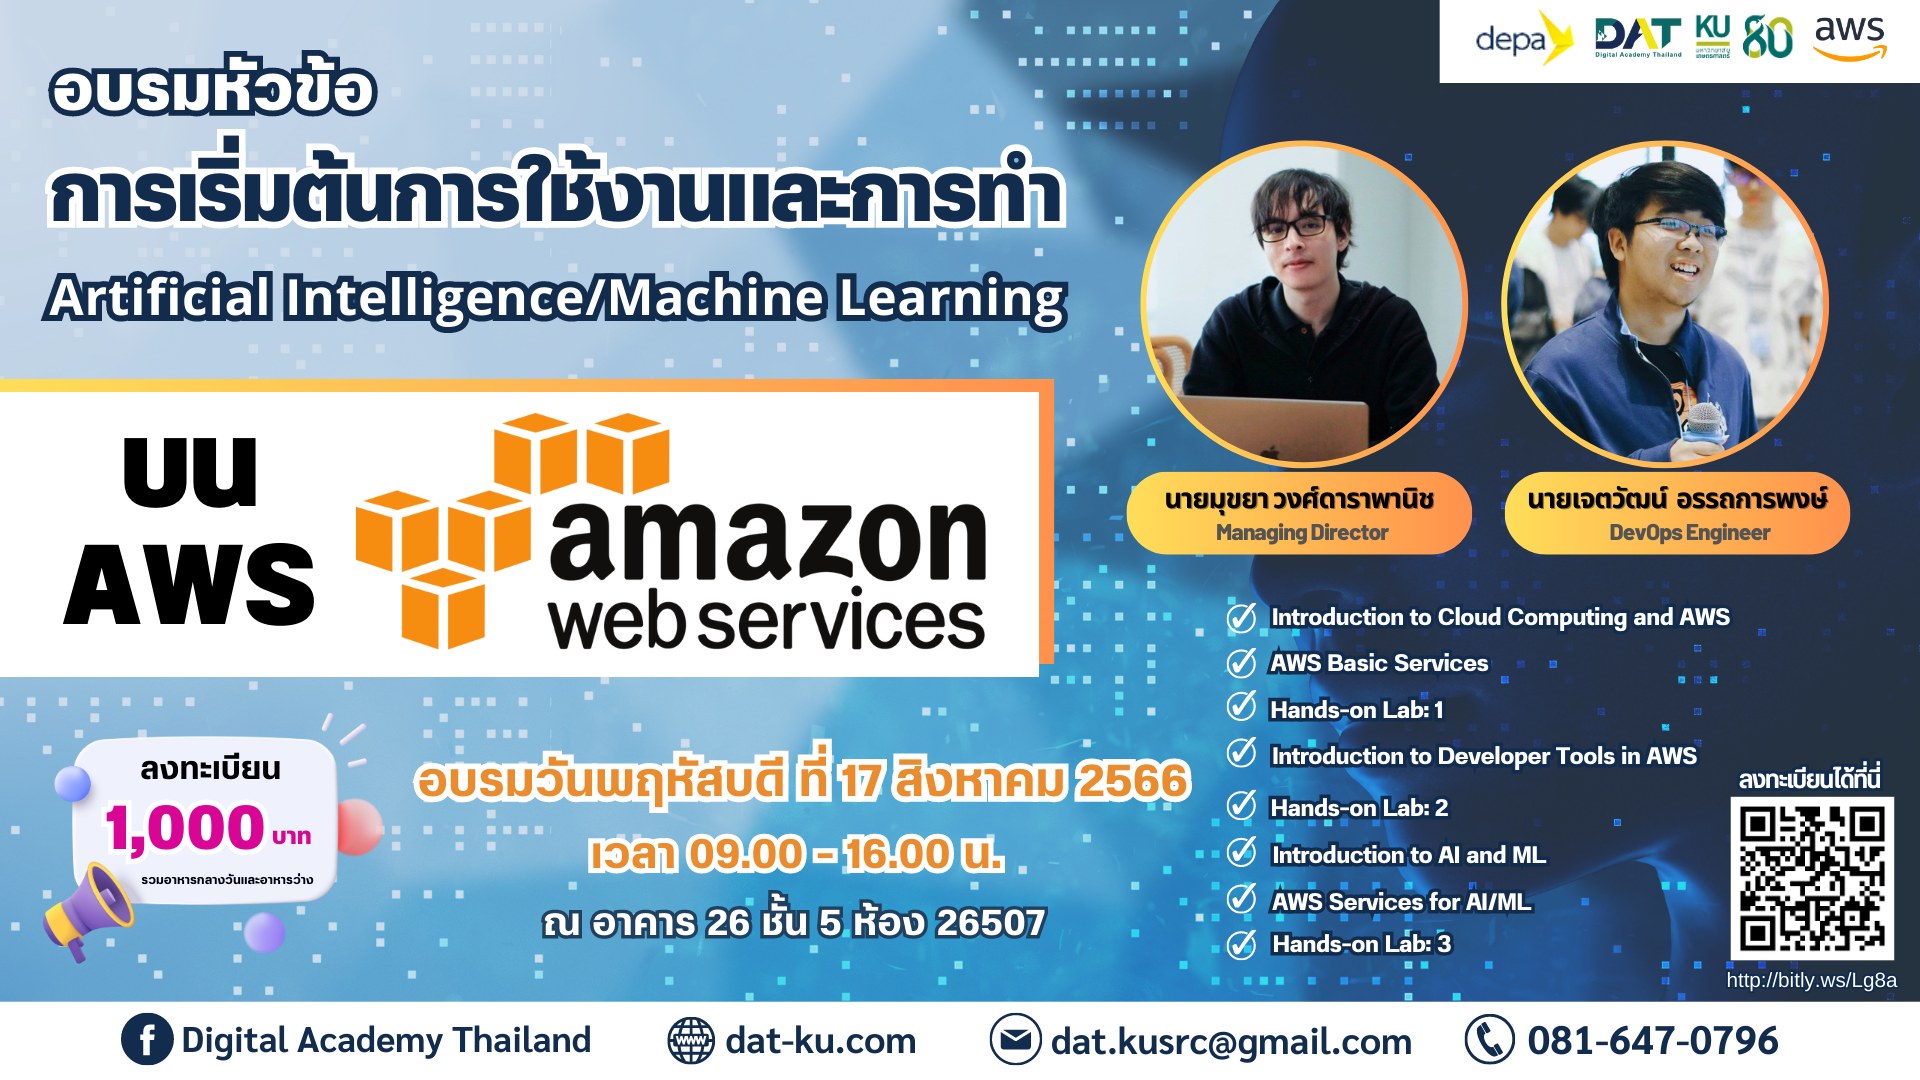 depa
DAT
Digital Academy Thailand
KU
80
aws
อบรมหัวข้อ
การเริ่มต้นการใช้งานและการทำ
Artificial Intelligence/Machine Learning
บน
AWS
amazon
web services
นายมุขยา วงศ์ดาราพานิช
Managing Director
นายเจตวัฒน์ อรรถการพงษ์
DevOps Engineer
Introduction to Cloud Computing and AWS
AWS Basic Services
Hands-on Lab: 1
Introduction to Developer Tools in AWS
Hands-on Lab: 2
Introduction to AI and ML
AWS Services for AI/ML
Hands-on Lab: 3
ลงทะเบียน
1,000 บาท
รวมอาหารกลางวันและอาหารว่าง
อบรมวันพฤหัสบดี ที่ 17 สิงหาคม 2566
เวลา 09.00 - 16.00 น.
ณ อาคาร 26 ชั้น 5 ห้อง 26507
ลงทะเบียนได้ที่นี่
http://bitly.ws/Lg8a
Digital Academy Thailand
www
dat-ku.com
dat.kusrc@gmail.com
081-647-0796